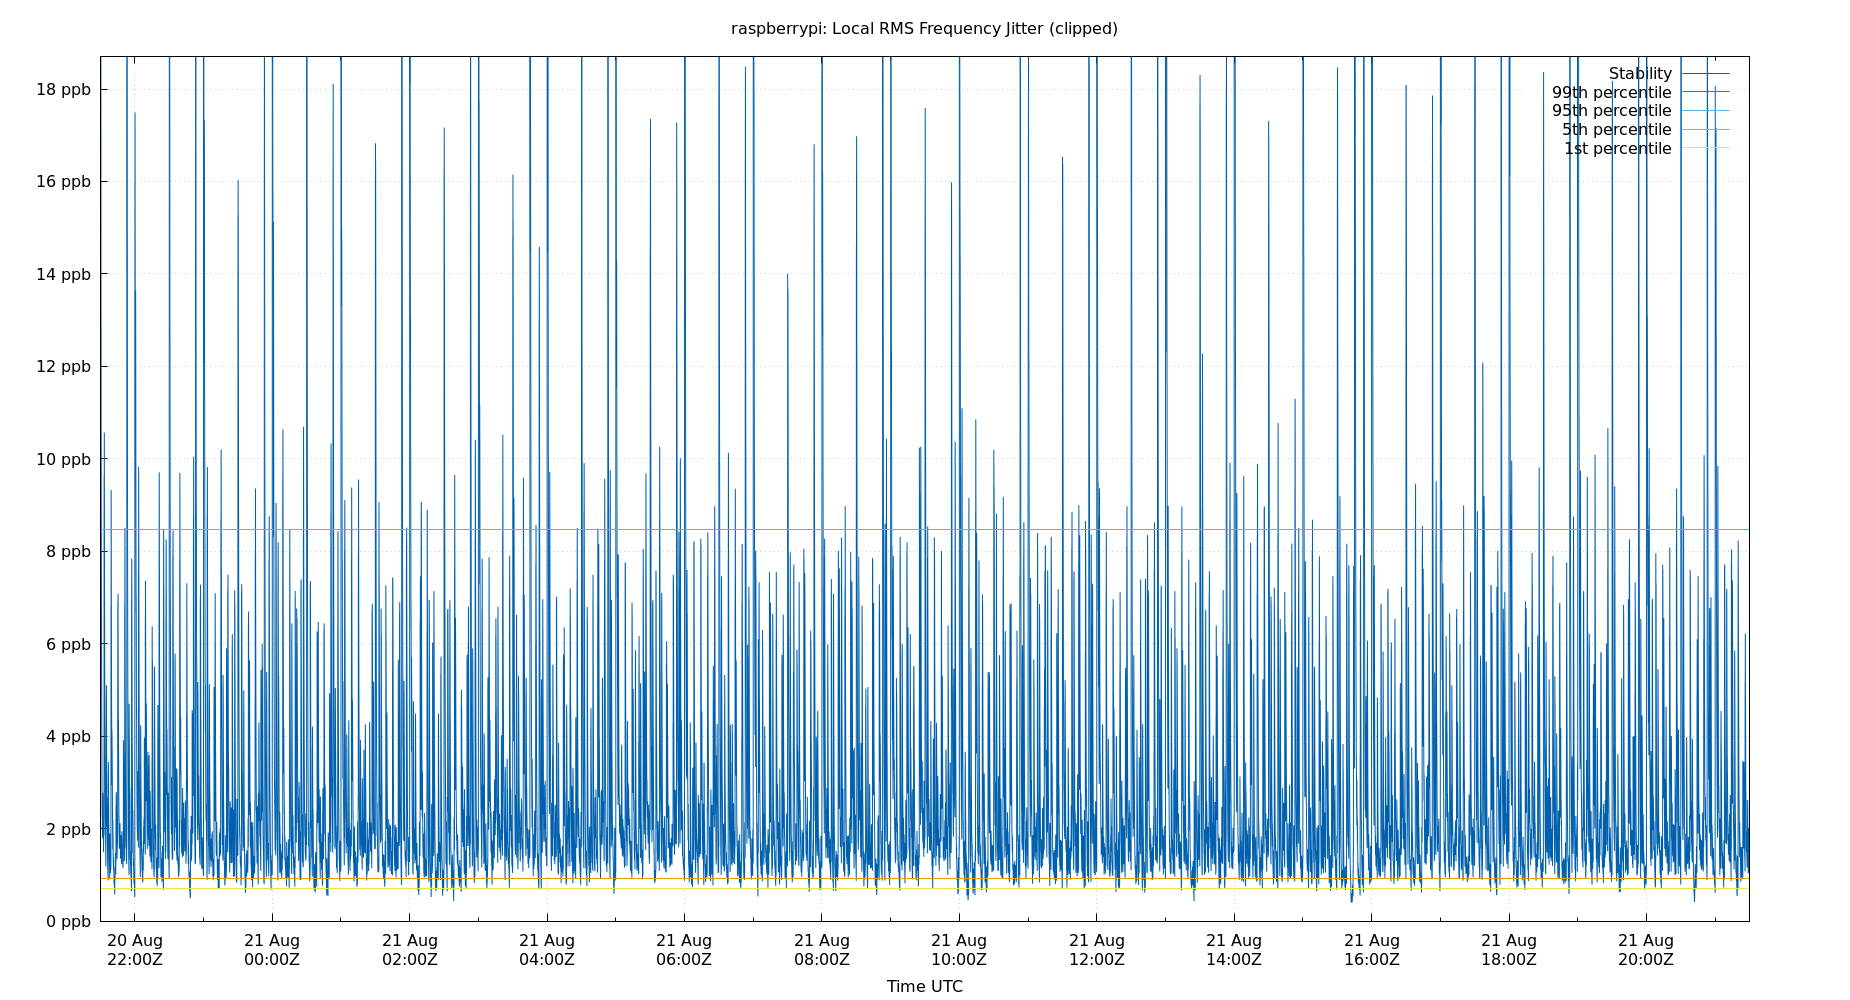 raspberrypi: Local RMS Frequency Jitter (clipped)
18 ppb
16 ppb
14 ppb
12 ppb
10 ppb
8 ppb
6 ppb
4 ppb
2 ppb
0 ppb
Stability
99th percentile
95th percentile
5th percentile
1st percentile
20 Aug 21 Aug 21 Aug 21 Aug 21 Aug 21 Aug 21 Aug 21 Aug 21 Aug 21 Aug 21 Aug 21 Aug
22:00Z 00:00Z 02:00Z 04:00Z 06:00Z 08:00Z 10:00Z 12:00Z 14:00Z 16:00Z 18:00Z 20:00Z
Time UTC